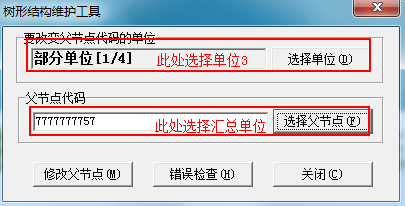 树形结构维护工具
要改变父节点代码的单位
部分单位[1/4] 此处选择单位3 选择单位(D)
父节点代码
7777777757 此处选择汇总单位 选择父节点(F)
修改父节点(M) 错误检查(H) 关闭(C)